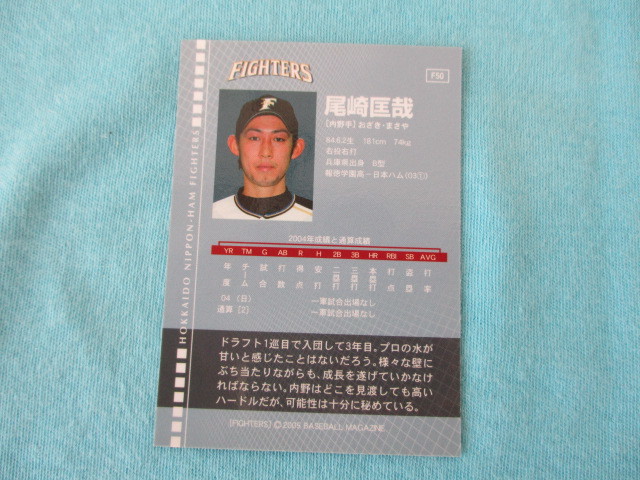 FIGHTERS
F50
尾崎匡哉
[内野手]おざき・まさや
84.6.2生 181cm 74kg
右投右打
兵庫県出身 B型
報徳学園高－日本ハム('03①)
HOKKAIDO NIPPON-HAM FIGHTERS
2004年成績と通算成績
YR TM G AB R H 2B 3B HR RBI SB AVG
年度 チーム 試合 打数 得点 安打 二塁打 三塁打 本塁打 打点 盗塁 打率
04 (日) 一軍試合出場なし
通算 [2] 一軍試合出場なし
ドラフト1巡目で入団して3年目。プロの水が
甘いと感じたことはないだろう。様々な壁に
ぶち当たりながらも、成長を遂げていかなけ
ればならない。内野はどこを見渡しても高い
ハードルだが、可能性は十分に秘めている。
(FIGHTERS) ©2005 BASEBALL MAGAZINE